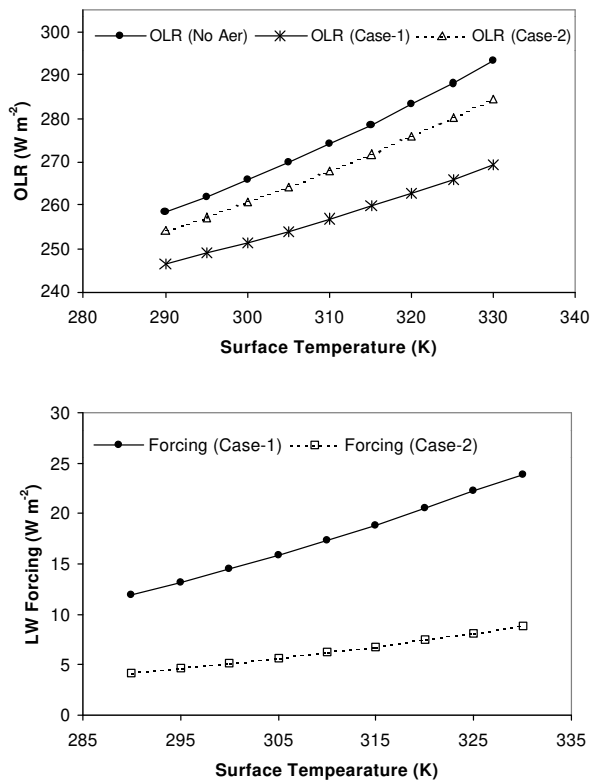 OLR (No Aer) OLR (Case-1) OLR (Case-2)
300
290
280
270
260
250
240
OLR (W m-2)
280 290 300 310 320 330 340
Surface Temperature (K)
Forcing (Case-1) Forcing (Case-2)
30
25
20
15
10
5
0
LW Forcing (W m-2)
285 295 305 315 325 335
Surface Tempearature (K)